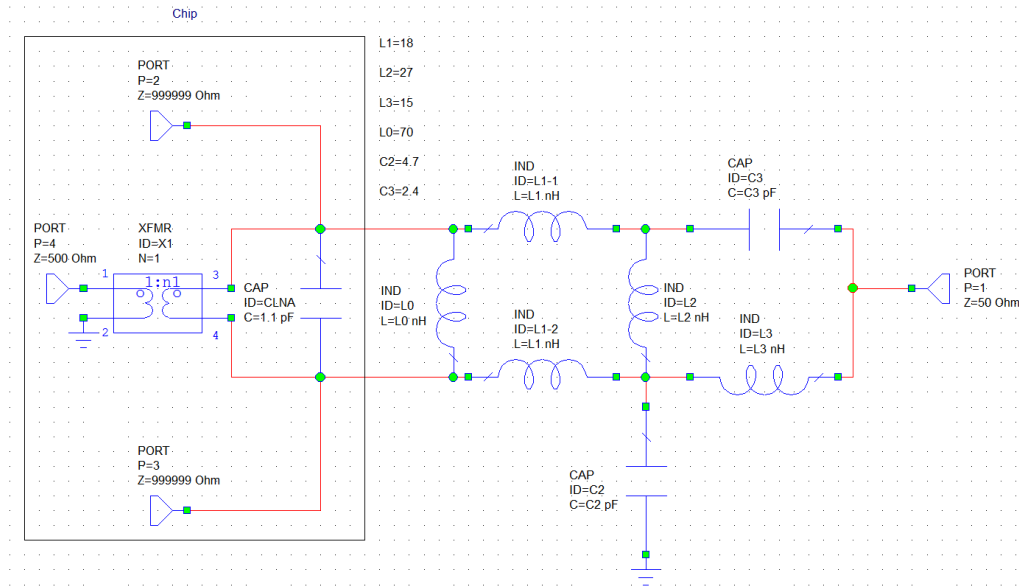 Chip
L1=18
L2=27
L3=15
L0=70
C2=4.7
C3=2.4
PORT
P=2
Z=999999 Ohm
IND
ID=L1-1
L=L1 nH
CAP
ID=C3
C=C3 pF
PORT
P=4
Z=500 Ohm
XFMR
ID=X1
N=1
1
2
3
4
1:n1
o
o
CAP
ID=CLNA
C=1.1 pF
IND
ID=L0
L=L0 nH
IND
ID=L2
L=L2 nH
PORT
P=1
Z=50 Ohm
IND
ID=L1-2
L=L1 nH
IND
ID=L3
L=L3 nH
PORT
P=3
Z=999999 Ohm
CAP
ID=C2
C=C2 pF